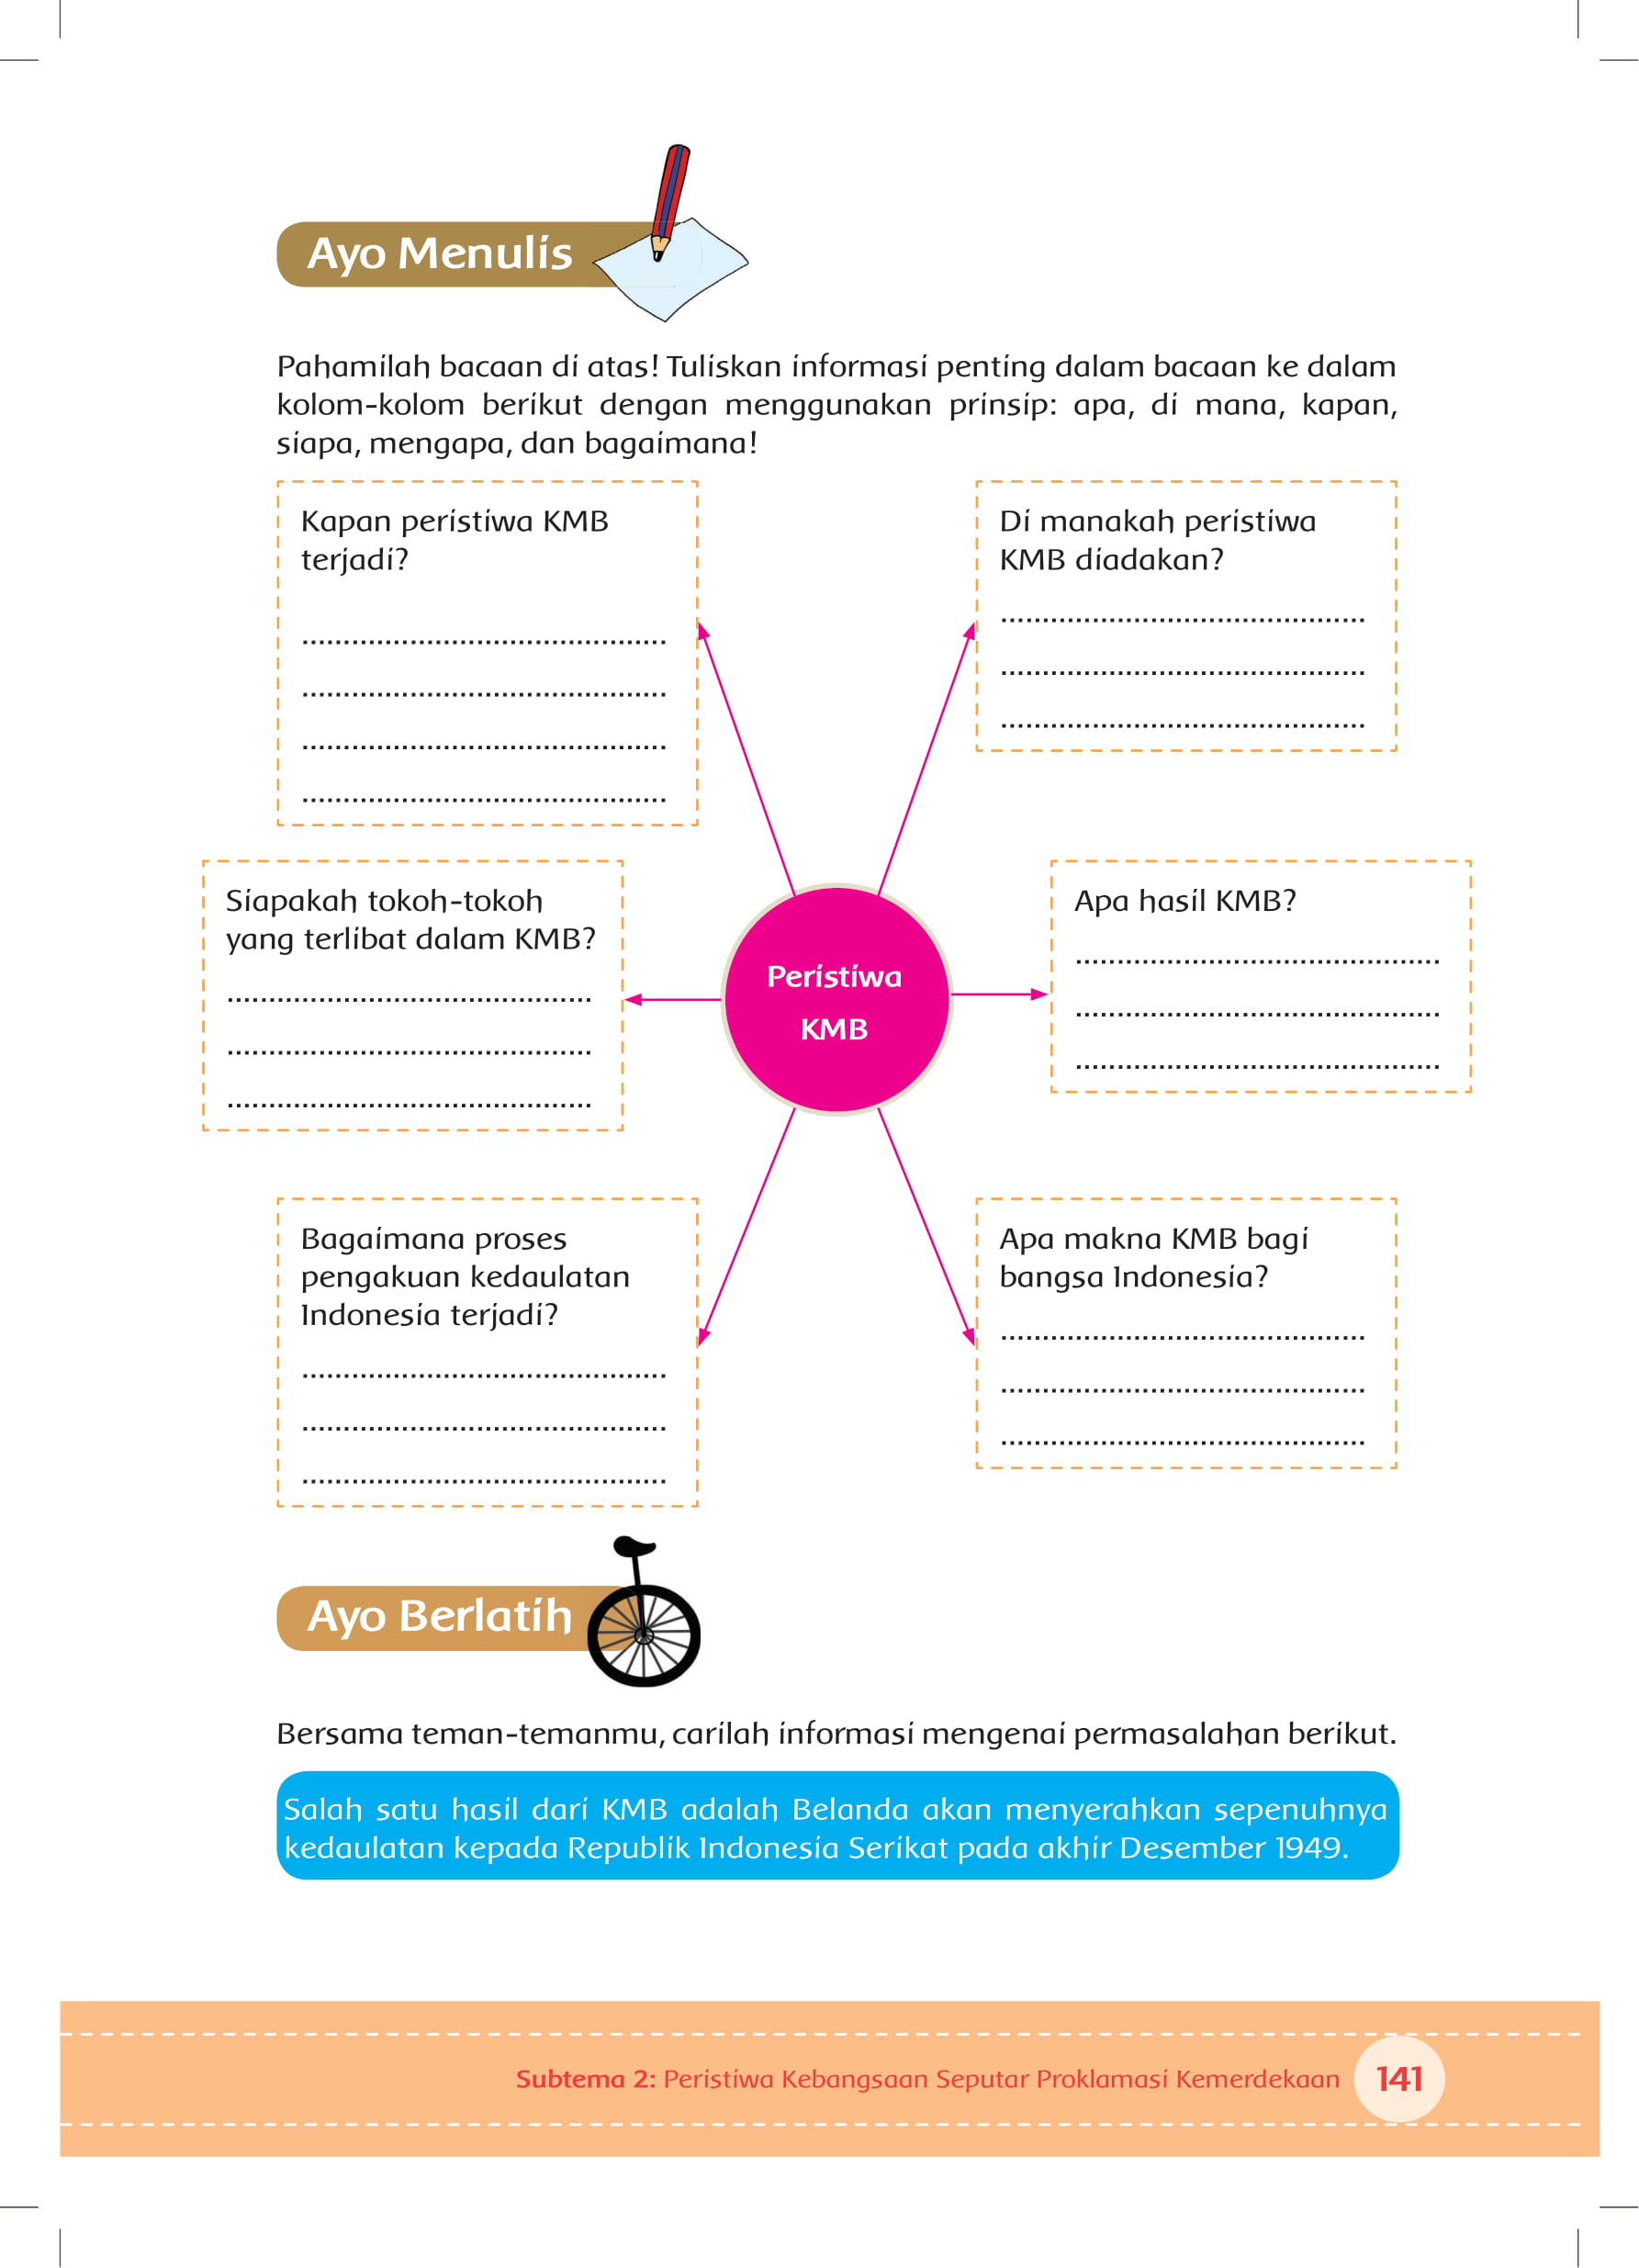 Ayo Menulis
Pahamilah bacaan di atas! Tuliskan informasi penting dalam bacaan ke dalam
kolom-kolom berikut dengan menggunakan prinsip: apa, di mana, kapan,
siapa, mengapa, dan bagaimana!
Kapan peristiwa KMB
terjadi?
............................................
............................................
............................................
............................................
Di manakah peristiwa
KMB diadakan?
............................................
............................................
............................................
Siapakah tokoh-tokoh
yang terlibat dalam KMB?
............................................
............................................
............................................
Peristiwa
KMB
Apa hasil KMB?
............................................
............................................
............................................
Bagaimana proses
pengakuan kedaulatan
Indonesia terjadi?
............................................
............................................
............................................
Apa makna KMB bagi
bangsa Indonesia?
............................................
............................................
............................................
Ayo Berlatih
Bersama teman-temanmu, carilah informasi mengenai permasalahan berikut.
Salah satu hasil dari KMB adalah Belanda akan menyerahkan sepenuhnya
kedaulatan kepada Republik Indonesia Serikat pada akhir Desember 1949.
Subtema 2: Peristiwa Kebangsaan Seputar Proklamasi Kemerdekaan 141